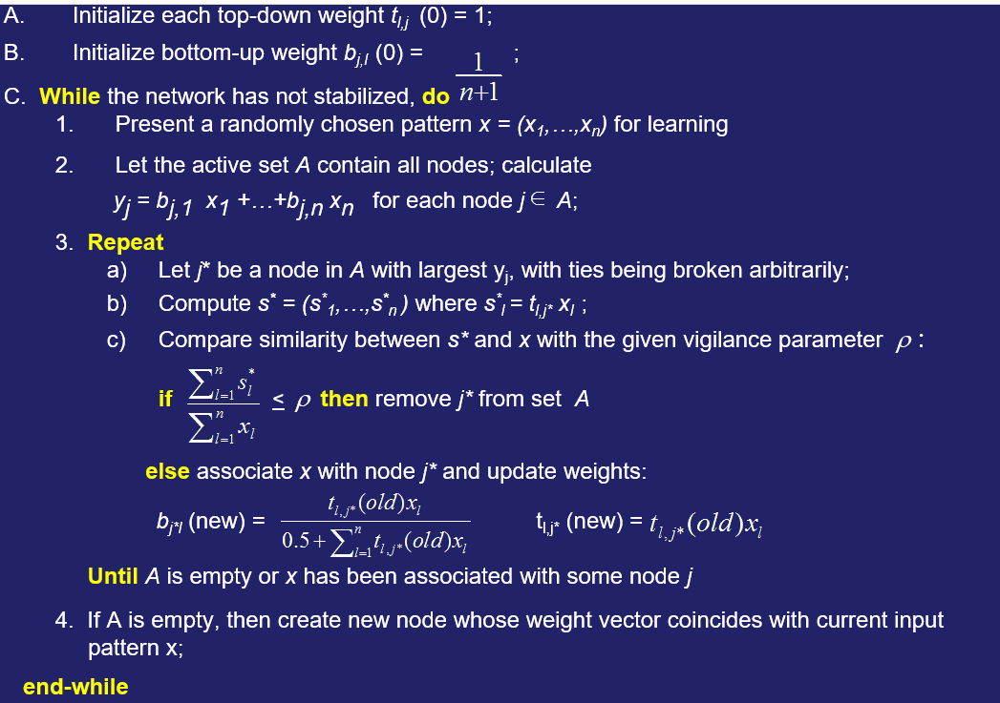 A. Initialize each top-down weight t_{l,j} (0) = 1;
B. Initialize bottom-up weight b_{j,l} (0) = \frac{1}{n+1} ;
C. While the network has not stabilized, do
1. Present a randomly chosen pattern x = (x_1,…,x_n) for learning
2. Let the active set A contain all nodes; calculate
y_j = b_{j,1} x_1 +…+b_{j,n} x_n for each node j ∈ A;
3. Repeat
a) Let j* be a node in A with largest y_j, with ties being broken arbitrarily;
b) Compute s* = (s*_1,…,s*_n) where s*_l = t_{l,j*} x_l ;
c) Compare similarity between s* and x with the given vigilance parameter ρ :
if \frac{\sum_{l=1}^{n} s_l^*}{\sum_{l=1}^{n} x_l} ≤ ρ then remove j* from set A
else associate x with node j* and update weights:
b_{j*l} (new) = \frac{t_{l,j*}(old)x_l}{0.5+\sum_{l=1}^{n} t_{l,j*}(old)x_l} t_{l,j*} (new) = t_{l,j*}(old)x_l
Until A is empty or x has been associated with some node j
4. If A is empty, then create new node whose weight vector coincides with current input
pattern x;
end-while